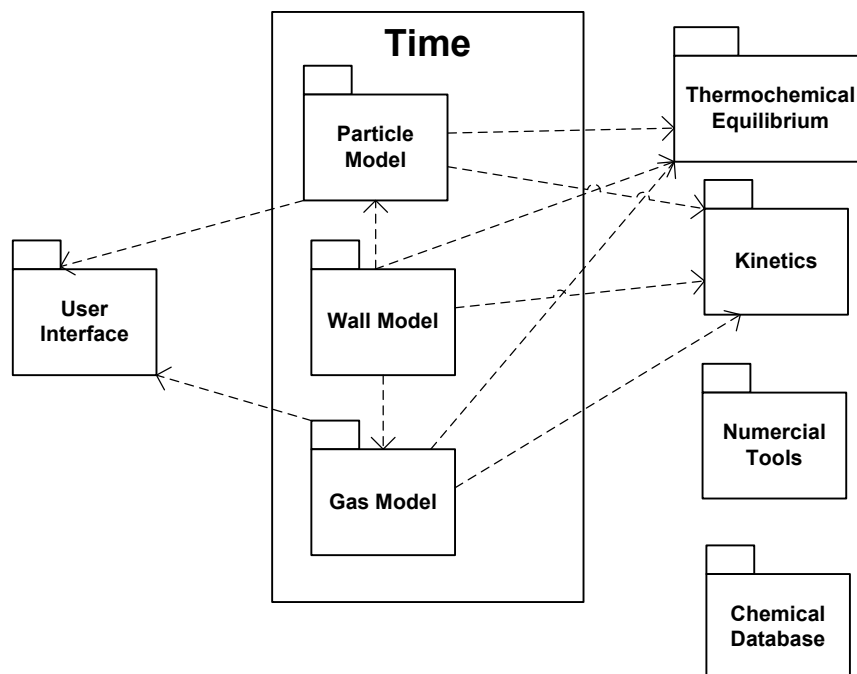 Time
Particle
Model
Thermochemical
Equilibrium
User
Interface
Wall Model
Kinetics
Gas Model
Numercial
Tools
Chemical
Database